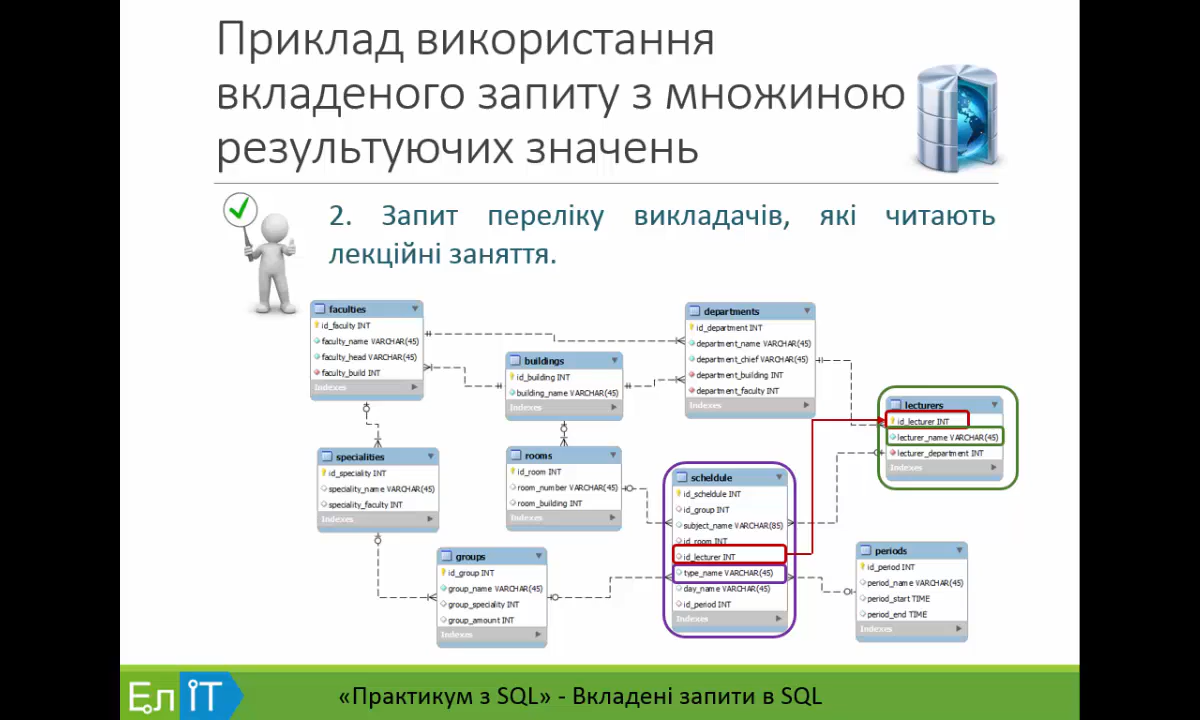 Приклад використання
вкладеного запиту з множиною
результуючих значень
2. Запит переліку викладачів, які читають
лекційні заняття.
faculties
id_faculty INT
faculty_name VARCHAR(45)
faculty_head VARCHAR(45)
faculty_build INT
Indexes
buildings
id_building INT
building_name VARCHAR(45)
Indexes
departments
id_department INT
department_name VARCHAR(45)
department_chief VARCHAR(45)
department_building INT
department_faculty INT
Indexes
lecturers
id_lecturer INT
lecturer_name VARCHAR(45)
lecturer_department INT
Indexes
specialities
id_speciality INT
speciality_name VARCHAR(45)
speciality_faculty INT
Indexes
rooms
id_room INT
room_number VARCHAR(45)
room_building INT
Indexes
scheldule
id_scheldule INT
id_group INT
subject_name VARCHAR(85)
id_room INT
id_lecturer INT
type_name VARCHAR(45)
day_name VARCHAR(45)
id_period INT
Indexes
groups
id_group INT
group_name VARCHAR(45)
group_speciality INT
group_amount INT
Indexes
periods
id_period INT
period_name VARCHAR(45)
period_start TIME
period_end TIME
Indexes
ЕлІТ
«Практикум з SQL» - Вкладені запити в SQL